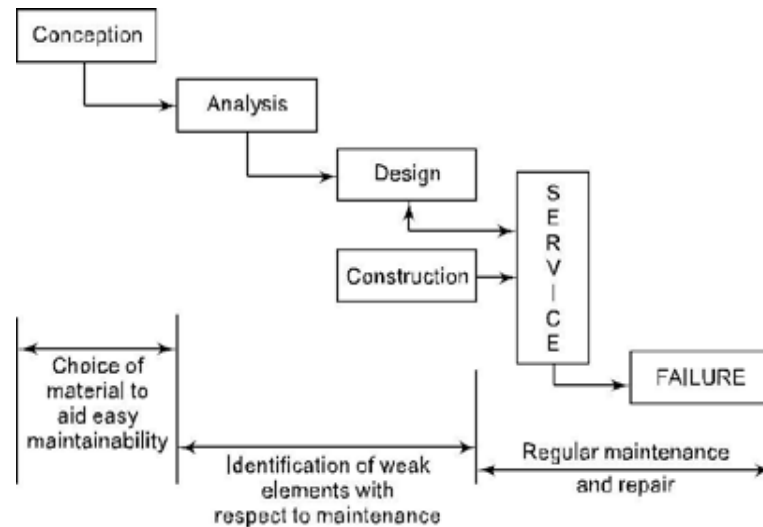 Conception
Analysis
Design
SERVICE
Construction
FAILURE
Choice of
material to
aid easy
maintainability
Identification of weak
elements with
respect to maintenance
Regular maintenance
and repair